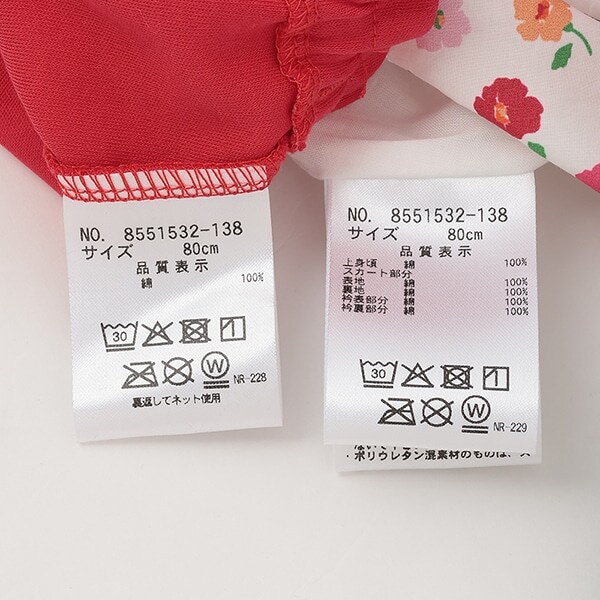 NO. 8551532-138
サイズ 80cm
品質表示
綿 100%
30
W
NR-228
裏返してネット使用
NO. 8551532-138
サイズ 80cm
品質表示
上身頃 綿 100%
スカート部分
表地 綿 100%
裏地 綿 100%
衿表部分 綿 100%
衿裏部分 綿 100%
30
W
NR-229
・ポリウレタン混素材のものは、